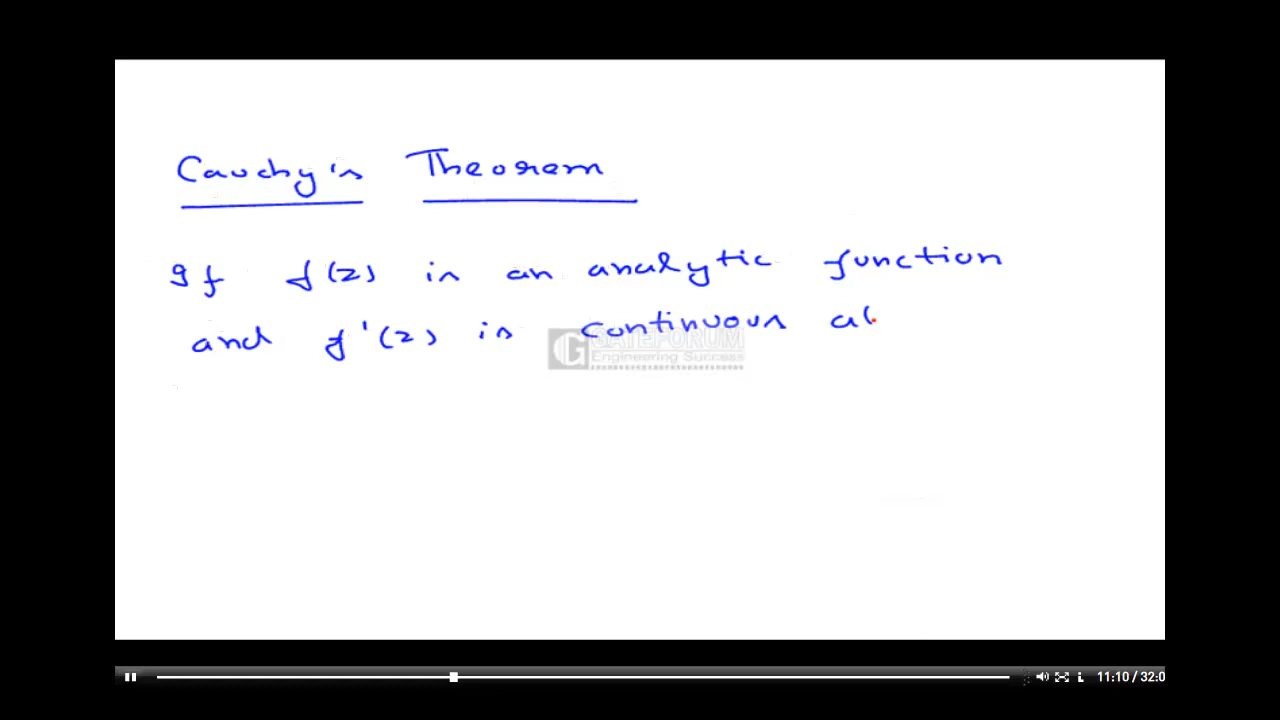 Cauchy's Theorem
If f(z) is an analytic function
and f'(z) is continuous at
GATEFORUM
Engineering Success
11:10 / 32:0